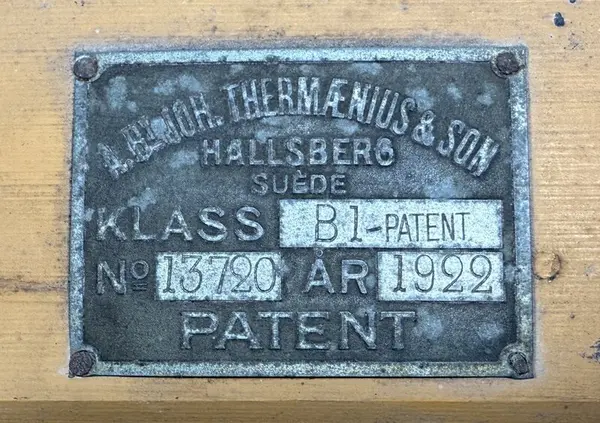 A.B. JOH. THERMÆNIUS & SON
HALLSBERG
SUÈDE
KLASS B1-PATENT
No 13720 ÅR 1922
PATENT